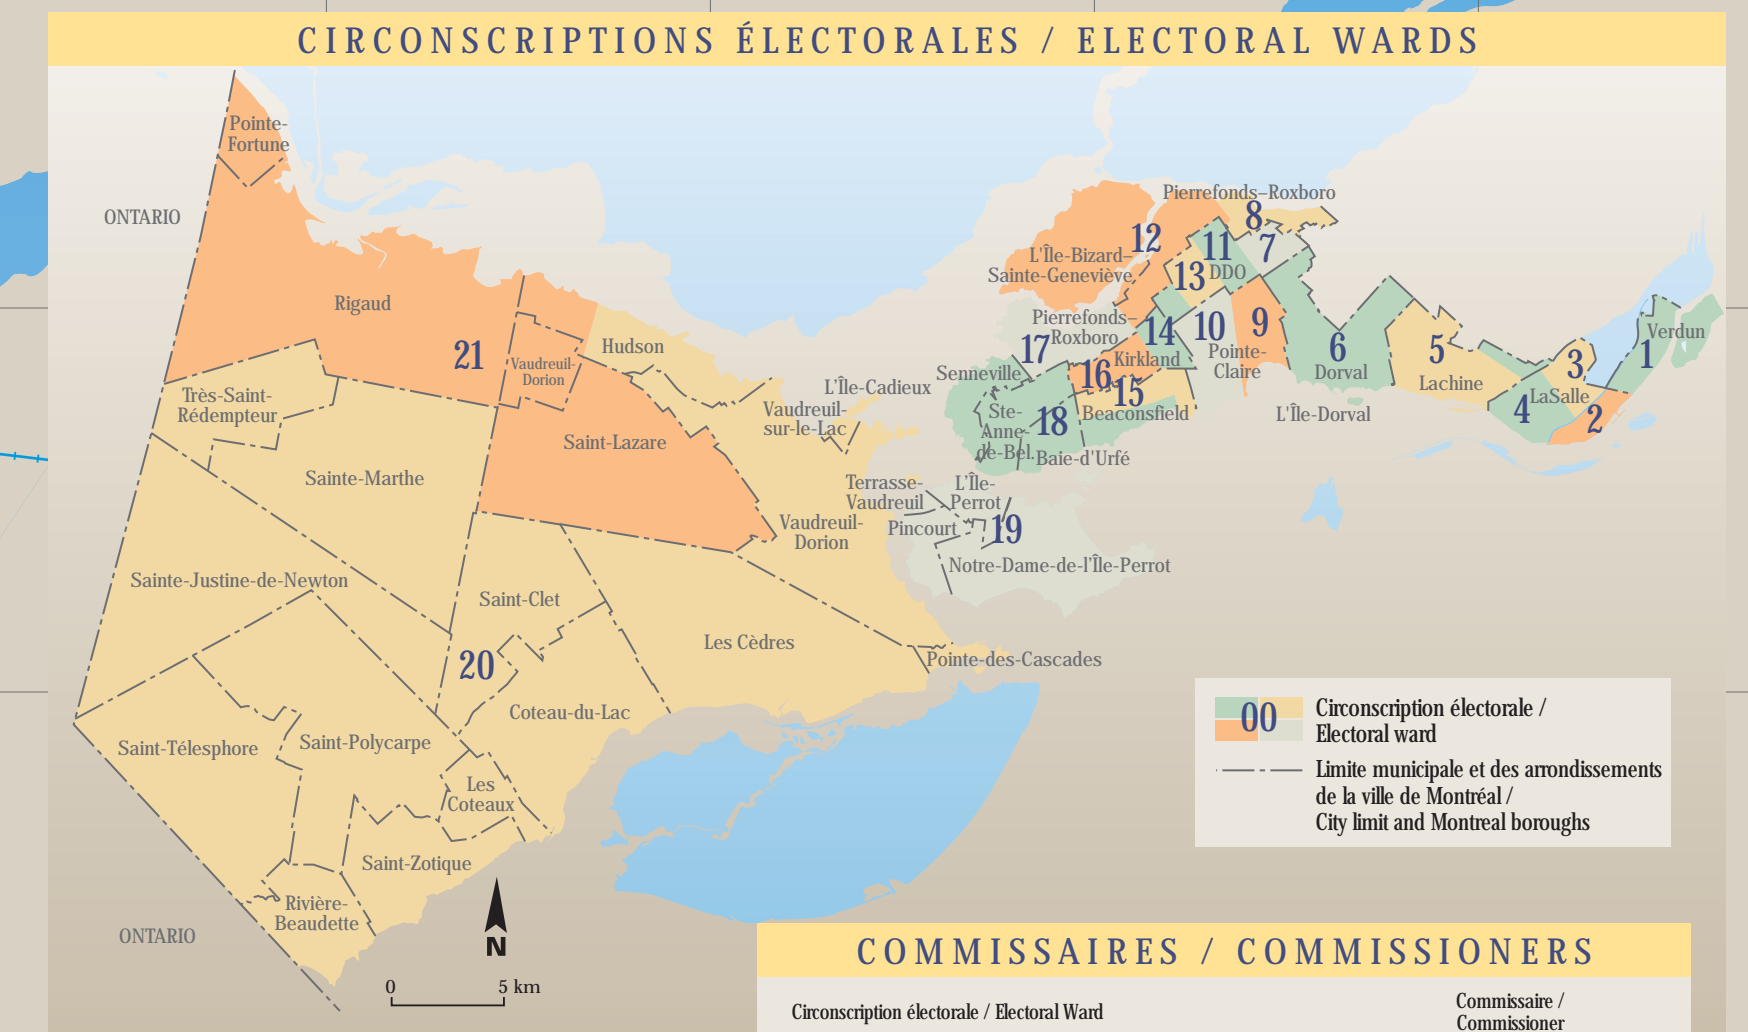 CIRCONSCRIPTIONS ÉLECTORALES / ELECTORAL WARDS
Pointe-
Fortune
ONTARIO
Rigaud
21
Vaudreuil-
Dorion
Hudson
Très-Saint-
Rédempteur
L'Île-Cadieux
Vaudreuil-
sur-le-Lac
Saint-Lazare
Sainte-Marthe
Terrasse-
Vaudreuil
Vaudreuil-
Dorion
Sainte-Justine-de-Newton
Saint-Clet
Les Cèdres
20
Pointe-des-Cascades
Coteau-du-Lac
Saint-Télesphore
Saint-Polycarpe
Les
Coteaux
Saint-Zotique
Rivière-
Beaudette
ONTARIO
N
0
5 km
Pierrefonds–Roxboro
8
12
11
7
L'Île-Bizard–
Sainte-Geneviève
13
DDO
Pierrefonds–
Roxboro
14
10
9
17
Kirkland
Pointe-
Claire
6
Dorval
5
Lachine
3
1
Verdun
Senneville
16
15
Beaconsfield
L'Île-Dorval
4
LaSalle
2
Ste-
Anne-
de-Bel.
18
Baie-d'Urfé
L'Île-
Perrot
Pincourt
19
Notre-Dame-de-l'Île-Perrot
00
Circonscription électorale /
Electoral ward
Limite municipale et des arrondissements
de la ville de Montréal /
City limit and Montreal boroughs
COMMISSAIRES / COMMISSIONERS
Circonscription électorale / Electoral Ward
Commissaire /
Commissioner